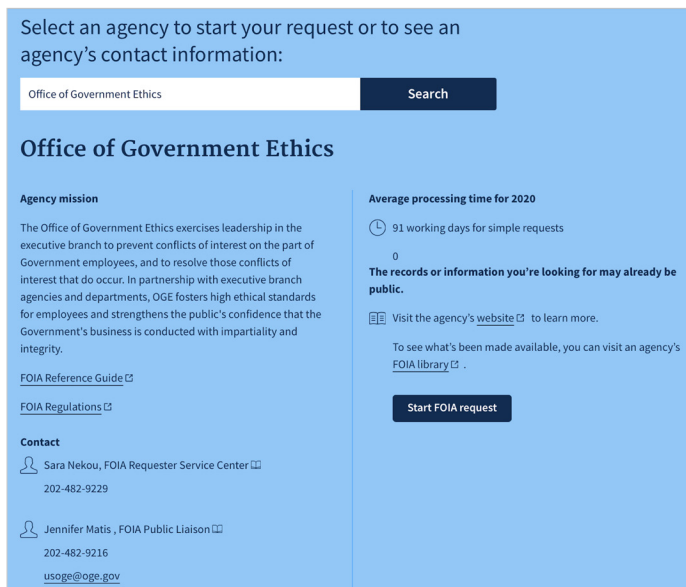 Select an agency to start your request or to see an
agency’s contact information:
Office of Government Ethics
Search
Office of Government Ethics
Agency mission
The Office of Government Ethics exercises leadership in the
executive branch to prevent conflicts of interest on the part of
Government employees, and to resolve those conflicts of
interest that do occur. In partnership with executive branch
agencies and departments, OGE fosters high ethical standards
for employees and strengthens the public's confidence that the
Government's business is conducted with impartiality and
integrity.
FOIA Reference Guide
FOIA Regulations
Contact
Sara Nekou, FOIA Requester Service Center
202-482-9229
Jennifer Matis , FOIA Public Liaison
202-482-9216
usoge@oge.gov
Average processing time for 2020
91 working days for simple requests
0
The records or information you’re looking for may already be
public.
Visit the agency’s website to learn more.
To see what’s been made available, you can visit an agency’s
FOIA library .
Start FOIA request